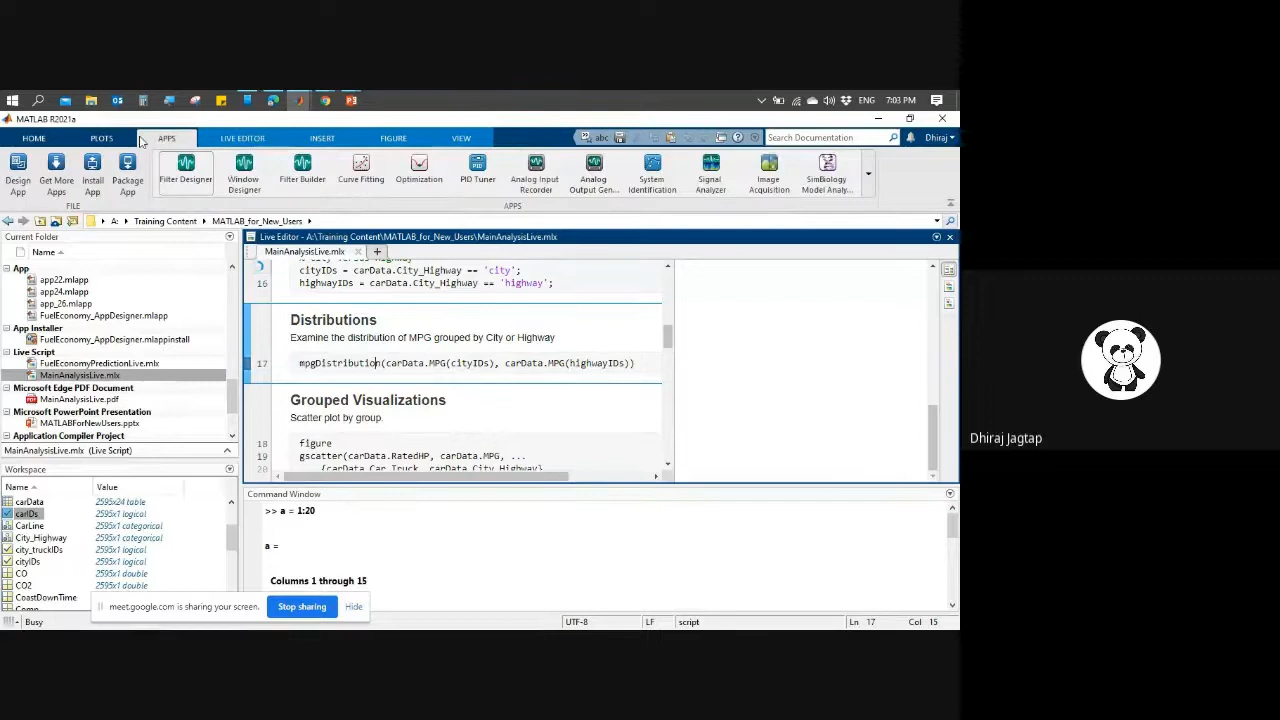 ENG
7:03 PM
MATLAB R2021a
HOME
PLOTS
APPS
LIVE EDITOR
INSERT
FIGURE
VIEW
Search Documentation
Dhiraj
Design App
Get More Apps
Install App
Package App
Filter Designer
Window Designer
Filter Builder
Curve Fitting
Optimization
PID Tuner
Analog Input Recorder
Analog Output Gen...
System Identification
Signal Analyzer
Image Acquisition
SimBiology Model Analy...
FILE
APPS
A: Training Content MATLAB_for_New_Users
Current Folder
Name
App
app22.mlapp
app24.mlapp
app_26.mlapp
FuelEconomy_AppDesigner.mlapp
App Installer
FuelEconomy_AppDesigner.mlappinstall
Live Script
FuelEconomyPredictionLive.mlx
MainAnalysisLive.mlx
Microsoft Edge PDF Document
MainAnalysisLive.pdf
Microsoft PowerPoint Presentation
MATLABForNewUsers.pptx
Application Compiler Project
MainAnalysisLive.mlx (Live Script)
Workspace
Name Value
carData 2595x24 table
carIDs 2595x1 logical
CarLine 2595x1 categorical
City_Highway 2595x1 categorical
city_truckIDs 2595x1 logical
cityIDs 2595x1 logical
CO 2595x1 double
CO2 2595x1 double
CoastDownTime 2595x1 double
Live Editor - A:\Training Content\MATLAB_for_New_Users\MainAnalysisLive.mlx
MainAnalysisLive.mlx
cityIDs = carData.City_Highway == 'city';
16 highwayIDs = carData.City_Highway == 'highway';
Distributions
Examine the distribution of MPG grouped by City or Highway
17 mpgDistribution(carData.MPG(cityIDs), carData.MPG(highwayIDs))
Grouped Visualizations
Scatter plot by group.
18 figure
19 gscatter(carData.RatedHP, carData.MPG, ...
20 {carData.Car_Truck, carData.City_Highway}
Command Window
>> a = 1:20
a =
Columns 1 through 15
meet.google.com is sharing your screen.
Stop sharing
Hide
Busy
UTF-8
LF
script
Ln 17
Col 15
Dhiraj Jagtap